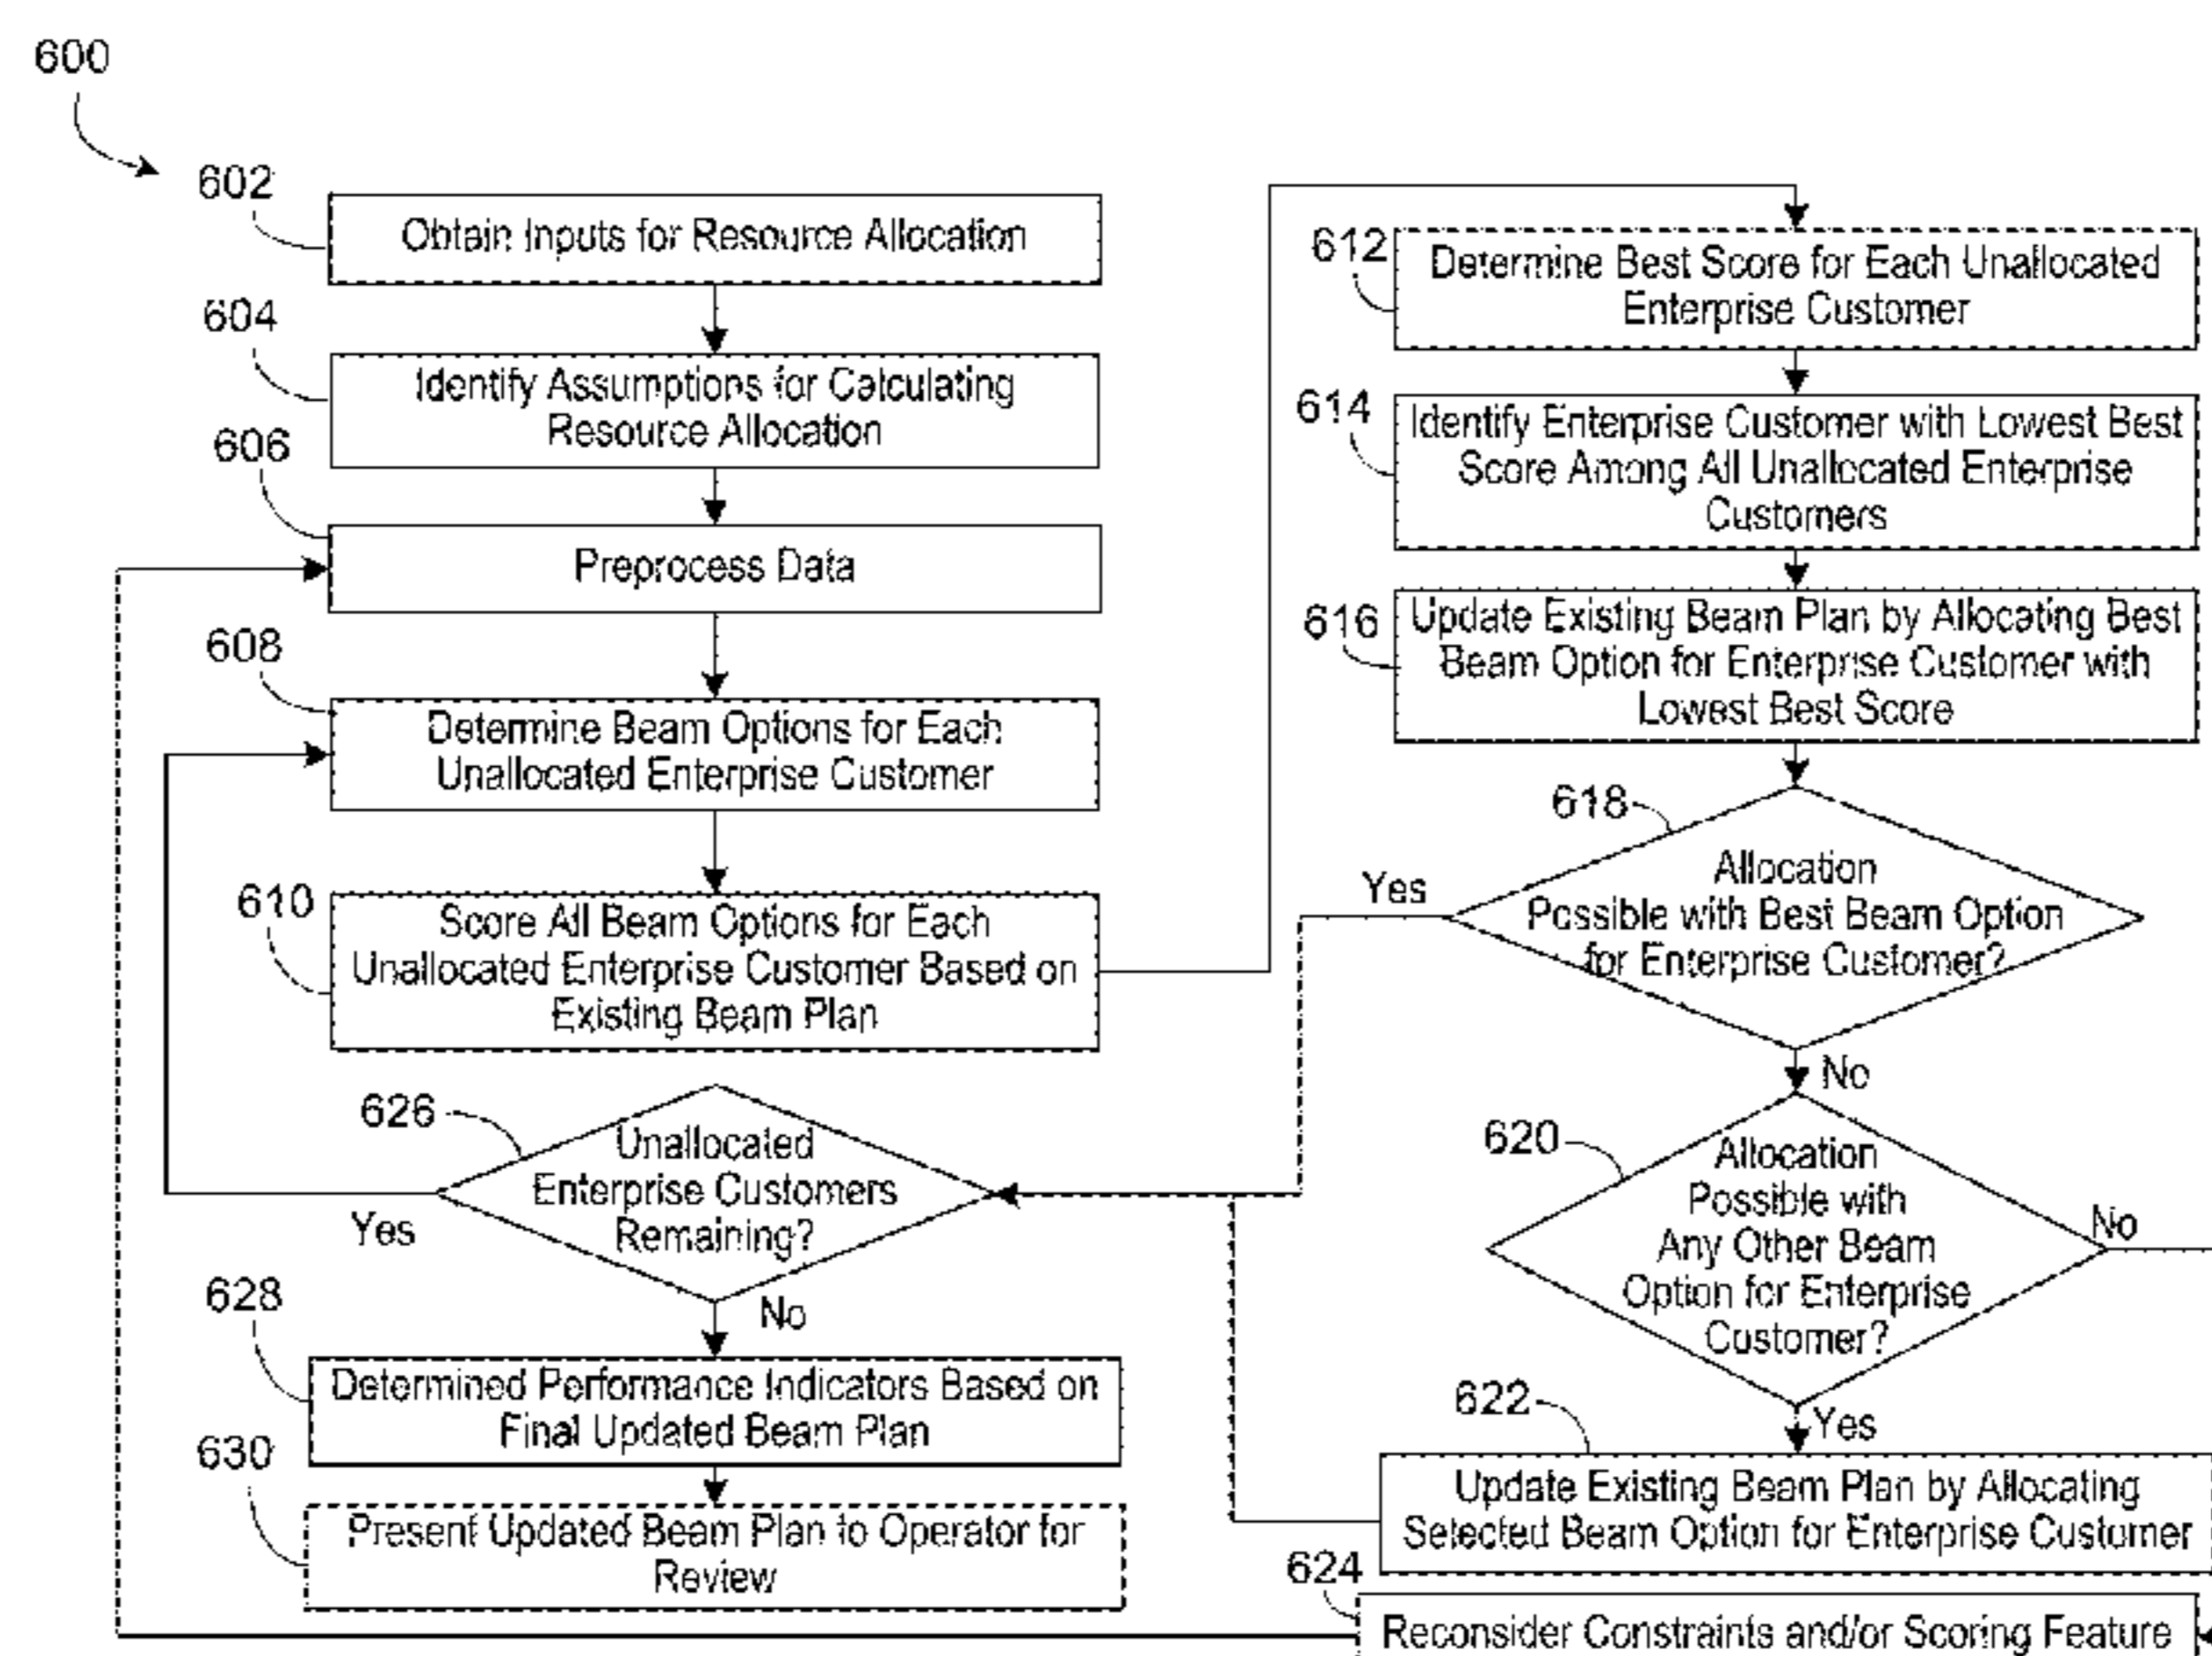 600
602
Obtain Inputs for Resource Allocation
604
Identify Assumptions for Calculating
Resource Allocation
606
Preprocess Data
608
Determine Beam Options for Each
Unallocated Enterprise Customer
610
Score All Beam Options for Each
Unallocated Enterprise Customer Based on
Existing Beam Plan
612
Determine Best Score for Each Unallocated
Enterprise Customer
614
Identify Enterprise Customer with Lowest Best
Score Among All Unallocated Enterprise
Customers
616
Update Existing Beam Plan by Allocating Best
Beam Option for Enterprise Customer with
Lowest Best Score
618
Allocation
Possible with Best Beam Option
for Enterprise Customer?
Yes
No
620
Allocation
Possible with
Any Other Beam
Option for Enterprise
Customer?
No
Yes
622
Update Existing Beam Plan by Allocating
Selected Beam Option for Enterprise Customer
624
Reconsider Constraints and/or Scoring Feature
626
Unallocated
Enterprise Customers
Remaining?
Yes
No
628
Determined Performance Indicators Based on
Final Updated Beam Plan
630
Present Updated Beam Plan to Operator for
Review